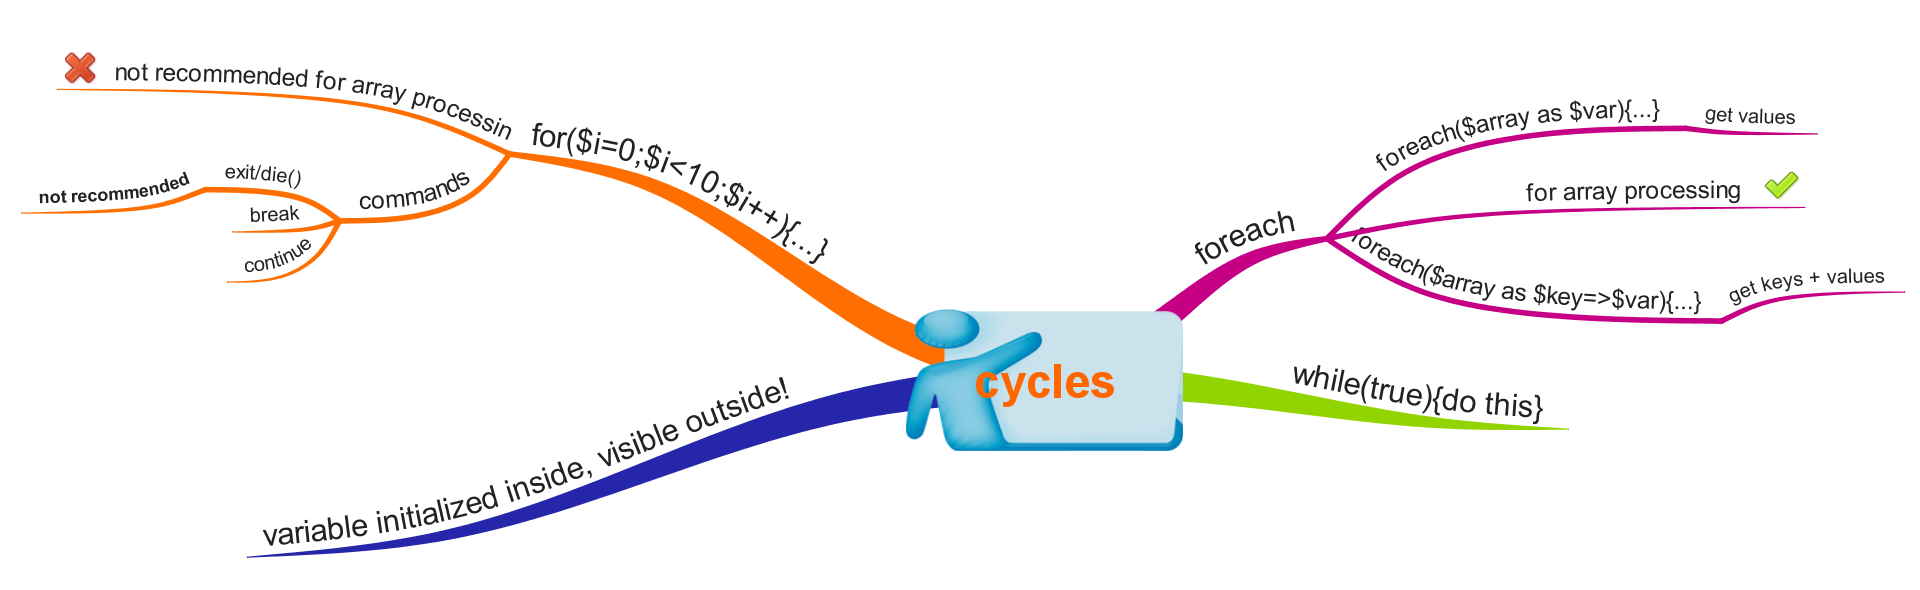 cycles
for($i=0;$i<10;$i++){...}
not recommended for array processin
commands
exit/die()
not recommended
break
continue
variable initialized inside, visible outside!
foreach
foreach($array as $var){...}
get values
for array processing
foreach($array as $key=>$var){...}
get keys + values
while(true){do this}